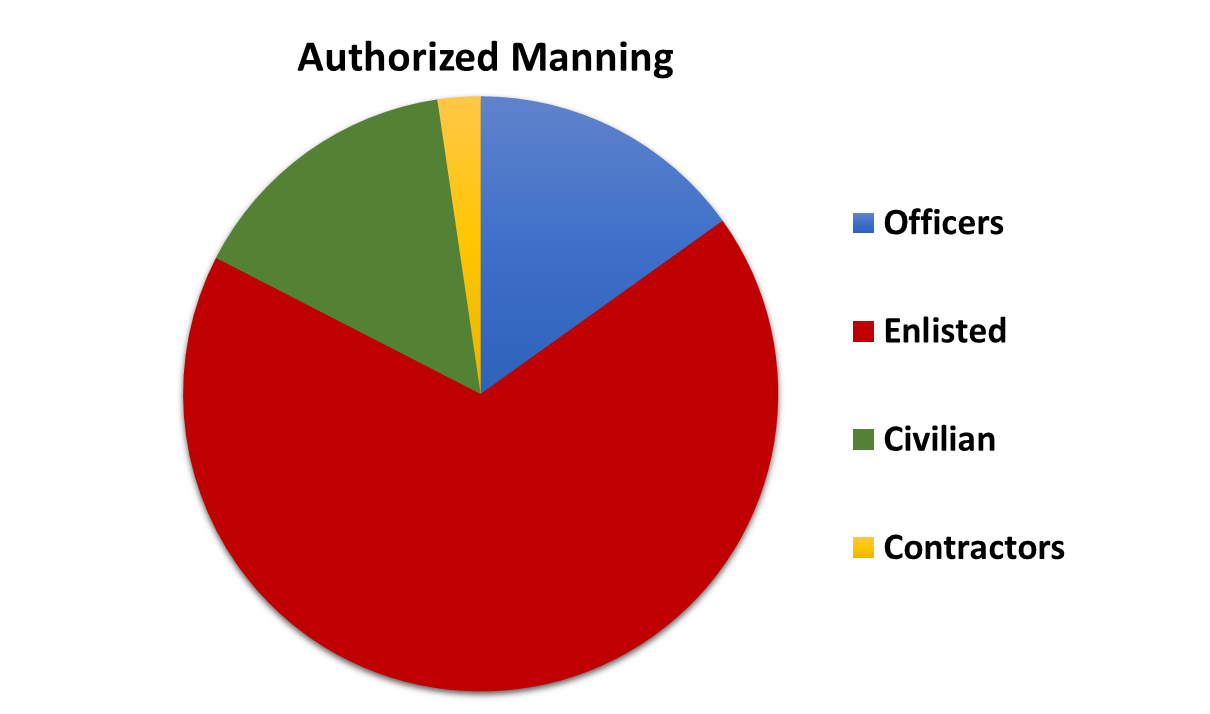 Authorized Manning
Officers
Enlisted
Civilian
Contractors